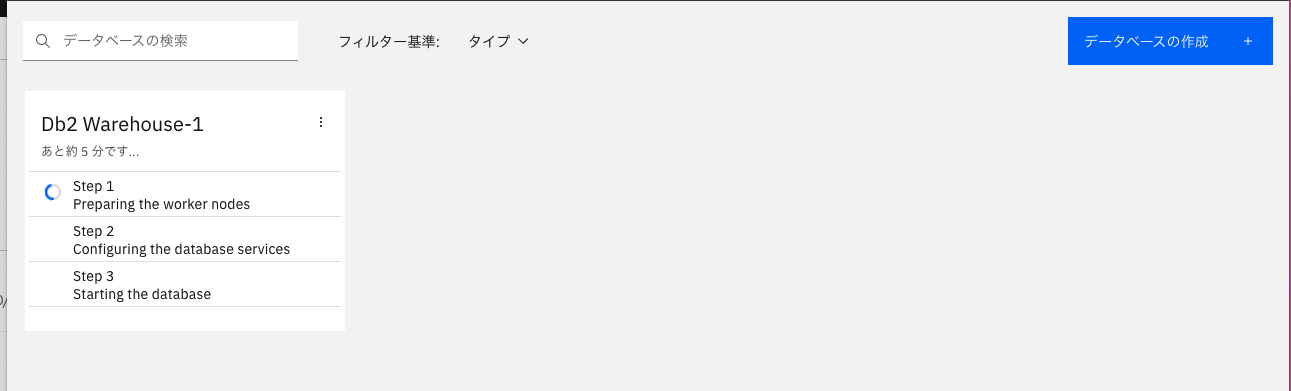 データベースの検索
フィルター基準:
タイプ
データベースの作成 +
Db2 Warehouse-1
あと約 5 分です...
Step 1
Preparing the worker nodes
Step 2
Configuring the database services
Step 3
Starting the database